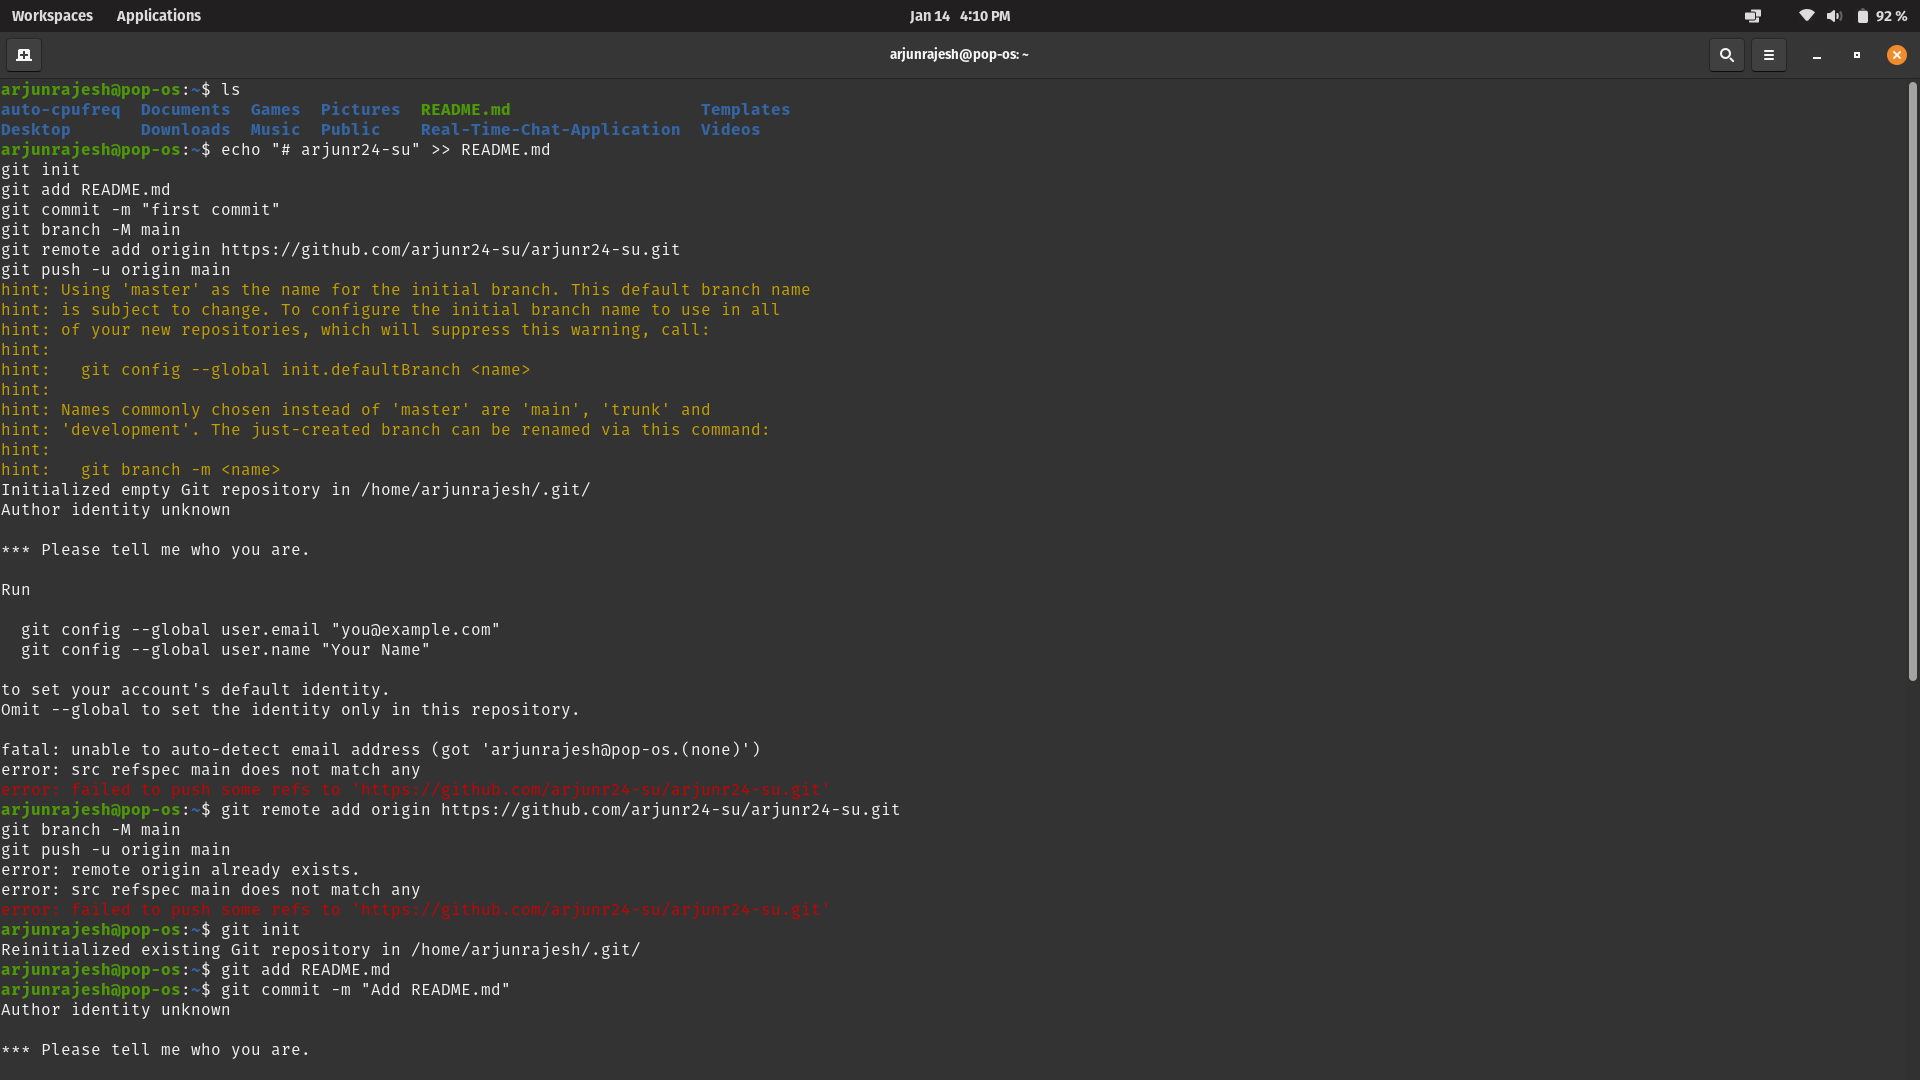 Workspaces Applications Jan 14 4:10 PM 92 %
arjunrajesh@pop-os: ~
arjunrajesh@pop-os:~$ ls
auto-cpufreq Documents Games Pictures README.md Templates
Desktop Downloads Music Public Real-Time-Chat-Application Videos
arjunrajesh@pop-os:~$ echo "# arjunr24-su" >> README.md
git init
git add README.md
git commit -m "first commit"
git branch -M main
git remote add origin https://github.com/arjunr24-su/arjunr24-su.git
git push -u origin main
hint: Using 'master' as the name for the initial branch. This default branch name
hint: is subject to change. To configure the initial branch name to use in all
hint: of your new repositories, which will suppress this warning, call:
hint:
hint:   git config --global init.defaultBranch <name>
hint:
hint: Names commonly chosen instead of 'master' are 'main', 'trunk' and
hint: 'development'. The just-created branch can be renamed via this command:
hint:
hint:   git branch -m <name>
Initialized empty Git repository in /home/arjunrajesh/.git/
Author identity unknown
*** Please tell me who you are.
Run
  git config --global user.email "you@example.com"
  git config --global user.name "Your Name"
to set your account's default identity.
Omit --global to set the identity only in this repository.
fatal: unable to auto-detect email address (got 'arjunrajesh@pop-os.(none)')
error: src refspec main does not match any
error: failed to push some refs to 'https://github.com/arjunr24-su/arjunr24-su.git'
arjunrajesh@pop-os:~$ git remote add origin https://github.com/arjunr24-su/arjunr24-su.git
git branch -M main
git push -u origin main
error: remote origin already exists.
error: src refspec main does not match any
error: failed to push some refs to 'https://github.com/arjunr24-su/arjunr24-su.git'
arjunrajesh@pop-os:~$ git init
Reinitialized existing Git repository in /home/arjunrajesh/.git/
arjunrajesh@pop-os:~$ git add README.md
arjunrajesh@pop-os:~$ git commit -m "Add README.md"
Author identity unknown
*** Please tell me who you are.